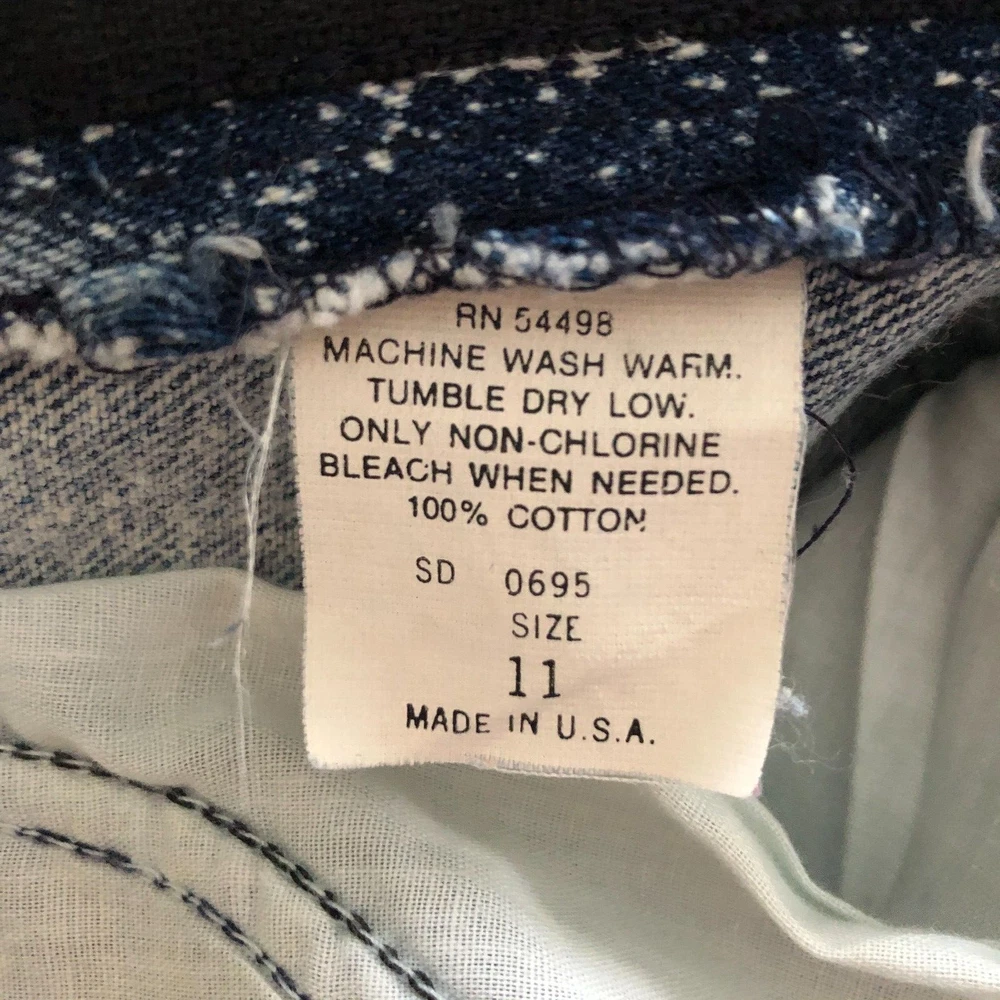 RN 54498
MACHINE WASH WARM.
TUMBLE DRY LOW.
ONLY NON-CHLORINE
BLEACH WHEN NEEDED.
100% COTTON
SD 0695
SIZE
11
MADE IN U.S.A.